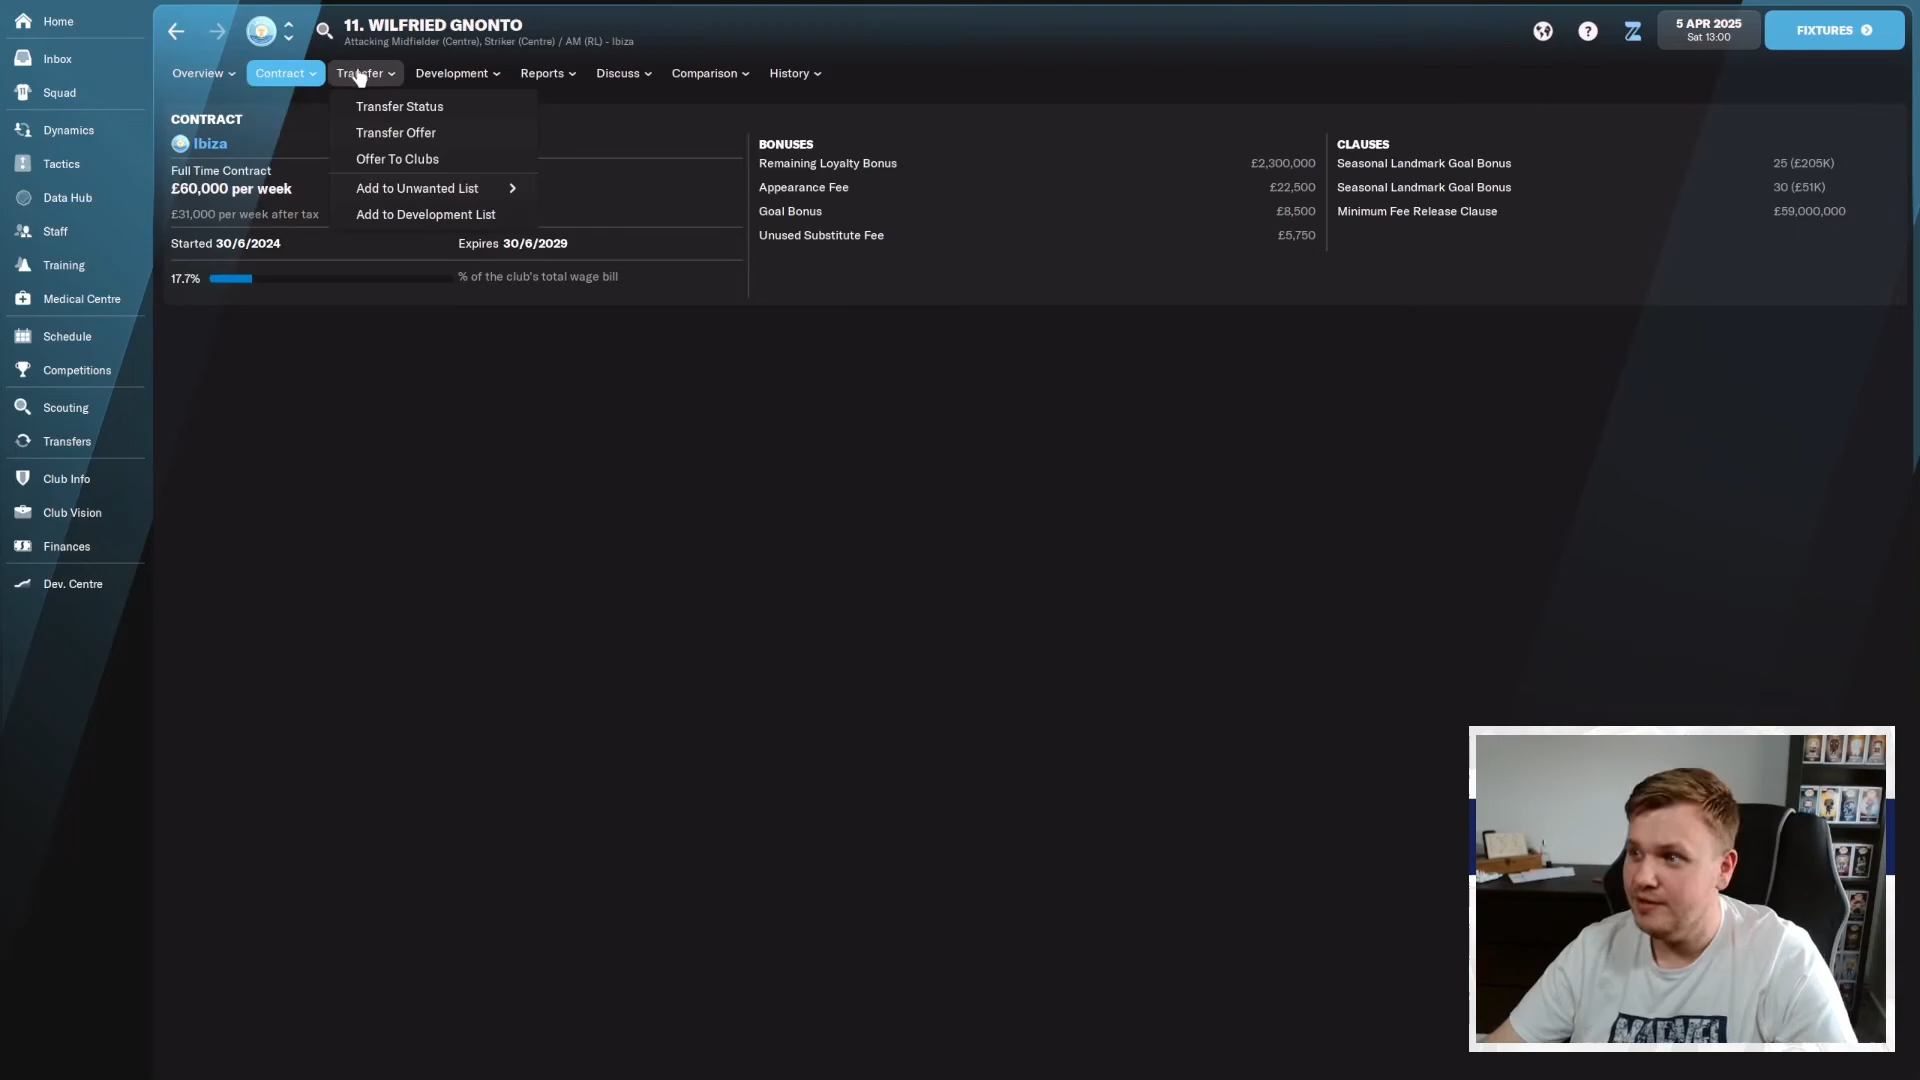 Home
Inbox
Squad
Dynamics
Tactics
Data Hub
Staff
Training
Medical Centre
Schedule
Competitions
Scouting
Transfers
Club Info
Club Vision
Finances
Dev. Centre
11. WILFRIED GNONTO
Attacking Midfielder (Centre), Striker (Centre) / AM (RL) - Ibiza
5 APR 2025
Sat 13:00
FIXTURES
Overview
Contract
Transfer
Development
Reports
Discuss
Comparison
History
Transfer Status
Transfer Offer
Offer To Clubs
Add to Unwanted List
Add to Development List
CONTRACT
Ibiza
Full Time Contract
£60,000 per week
£31,000 per week after tax
Started 30/6/2024
Expires 30/6/2029
17.7%
% of the club's total wage bill
BONUSES
Remaining Loyalty Bonus £2,300,000
Appearance Fee £22,500
Goal Bonus £8,500
Unused Substitute Fee £5,750
CLAUSES
Seasonal Landmark Goal Bonus 25 (£205K)
Seasonal Landmark Goal Bonus 30 (£51K)
Minimum Fee Release Clause £59,000,000
MARVEL